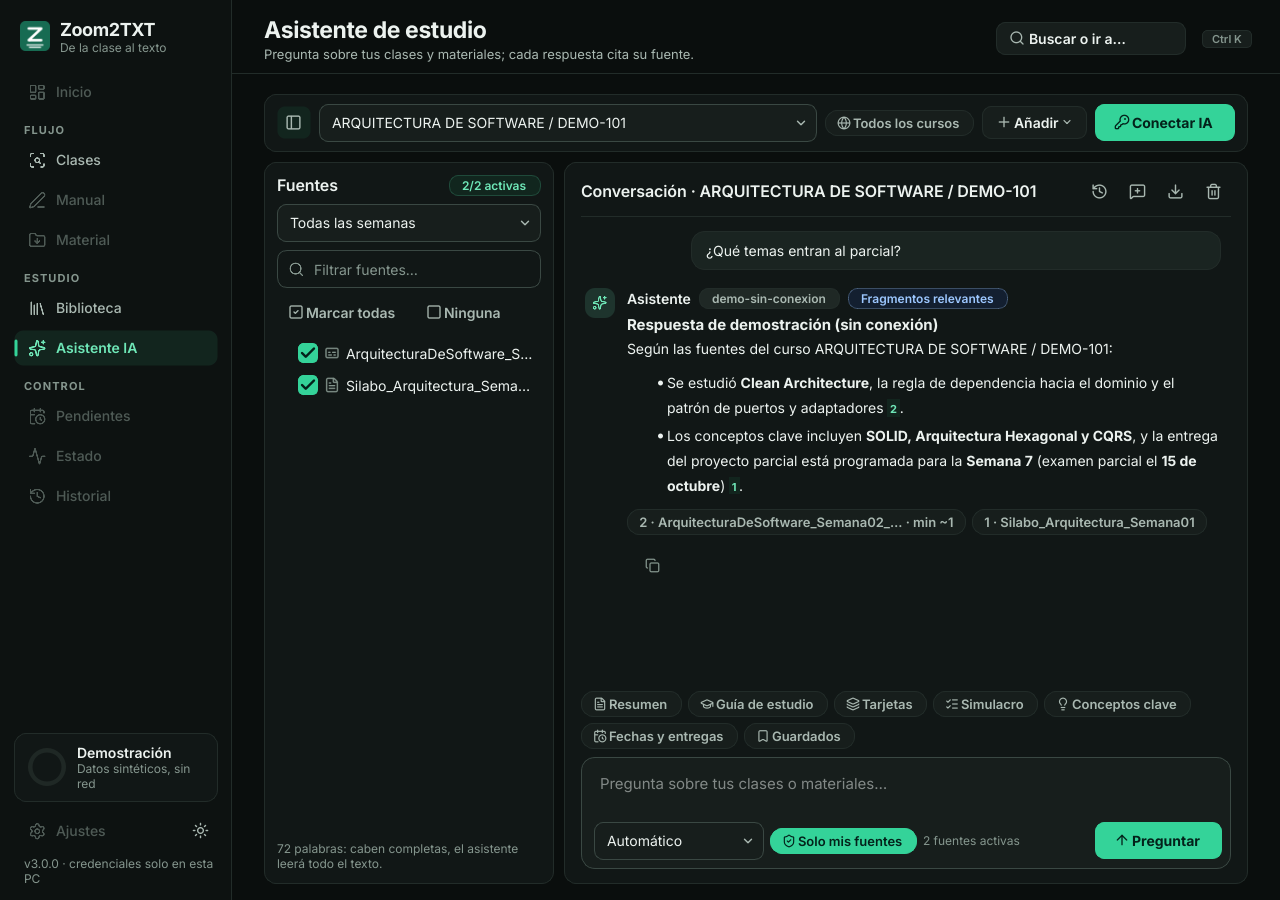 Zoom2TXT
De la clase al texto
Inicio
FLUJO
Clases
Manual
Material
ESTUDIO
Biblioteca
Asistente IA
CONTROL
Pendientes
Estado
Historial
Demostración
Datos sintéticos, sin
red
Ajustes
v3.0.0 · credenciales solo en esta
PC
Asistente de estudio
Pregunta sobre tus clases y materiales; cada respuesta cita su fuente.
Buscar o ir a...
Ctrl K
ARQUITECTURA DE SOFTWARE / DEMO-101
Todos los cursos
Añadir
Conectar IA
Fuentes
2/2 activas
Todas las semanas
Filtrar fuentes...
Marcar todas
Ninguna
ArquitecturaDeSoftware_S...
Silabo_Arquitectura_Sema...
72 palabras: caben completas, el asistente
leerá todo el texto.
Conversación · ARQUITECTURA DE SOFTWARE / DEMO-101
¿Qué temas entran al parcial?
Asistente
demo-sin-conexion
Fragmentos relevantes
Respuesta de demostración (sin conexión)
Según las fuentes del curso ARQUITECTURA DE SOFTWARE / DEMO-101:
• Se estudió Clean Architecture, la regla de dependencia hacia el dominio y el
patrón de puertos y adaptadores 2.
• Los conceptos clave incluyen SOLID, Arquitectura Hexagonal y CQRS, y la entrega
del proyecto parcial está programada para la Semana 7 (examen parcial el 15 de
octubre) 1.
2 · ArquitecturaDeSoftware_Semana02_... · min ~1
1 · Silabo_Arquitectura_Semana01
Resumen
Guía de estudio
Tarjetas
Simulacro
Conceptos clave
Fechas y entregas
Guardados
Pregunta sobre tus clases o materiales...
Automático
Solo mis fuentes
2 fuentes activas
Preguntar